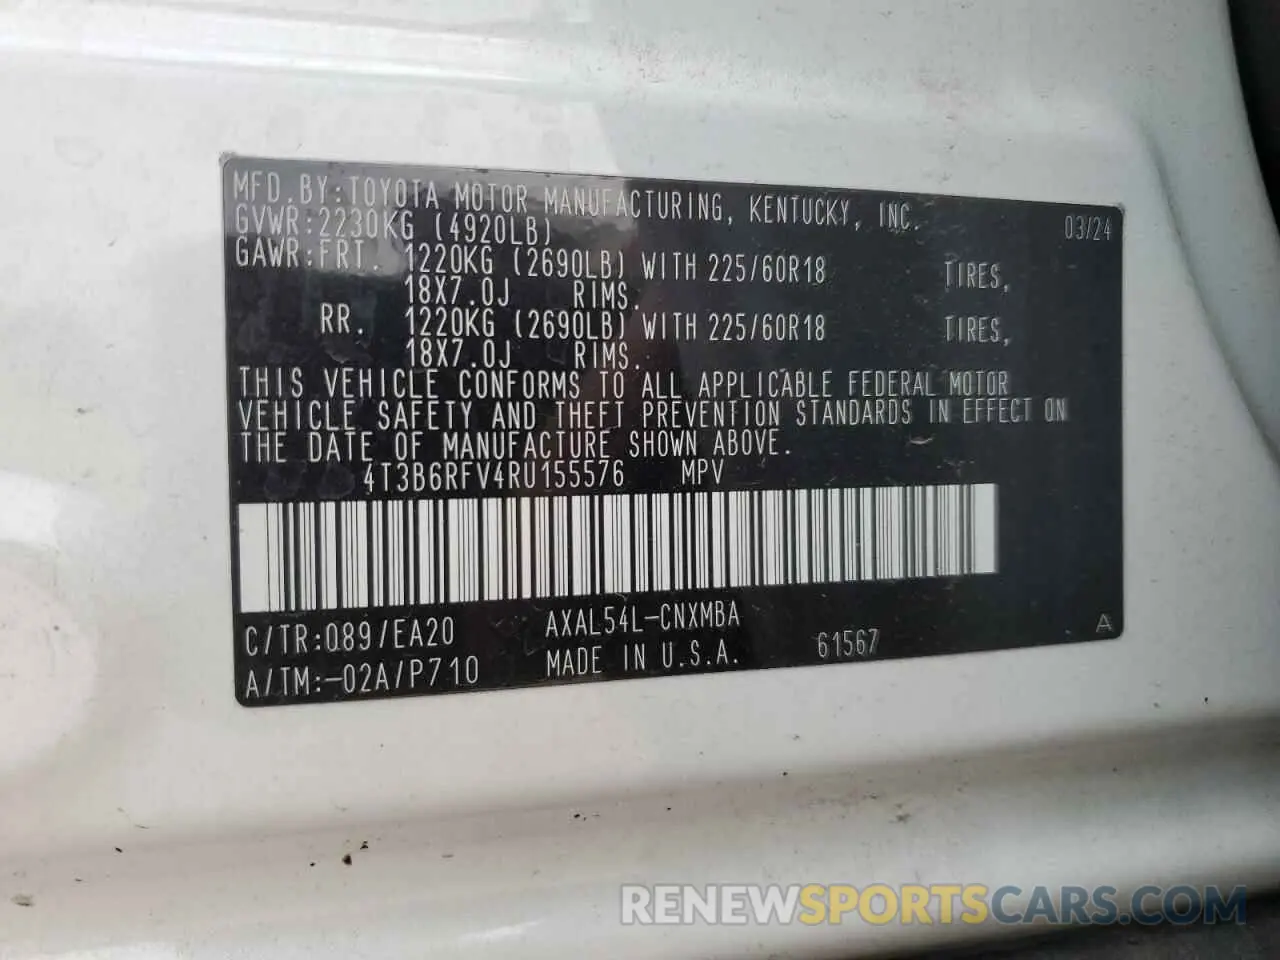 MFD.BY:TOYOTA MOTOR MANUFACTURING, KENTUCKY, INC. 03/24
GVWR:2230KG (4920LB)
GAWR:FRT. 1220KG (2690LB) WITH 225/60R18 TIRES,
18X7.0J RIMS.
RR. 1220KG (2690LB) WITH 225/60R18 TIRES,
18X7.0J RIMS.
THIS VEHICLE CONFORMS TO ALL APPLICABLE FEDERAL MOTOR
VEHICLE SAFETY AND THEFT PREVENTION STANDARDS IN EFFECT ON
THE DATE OF MANUFACTURE SHOWN ABOVE.
4T3B6RFV4RU155576 MPV
C/TR:089/EA20 AXAL54L-CNXMBA
A/TM:-02A/P710 MADE IN U.S.A. 61567 A
RENEWSPORTSCARS.COM